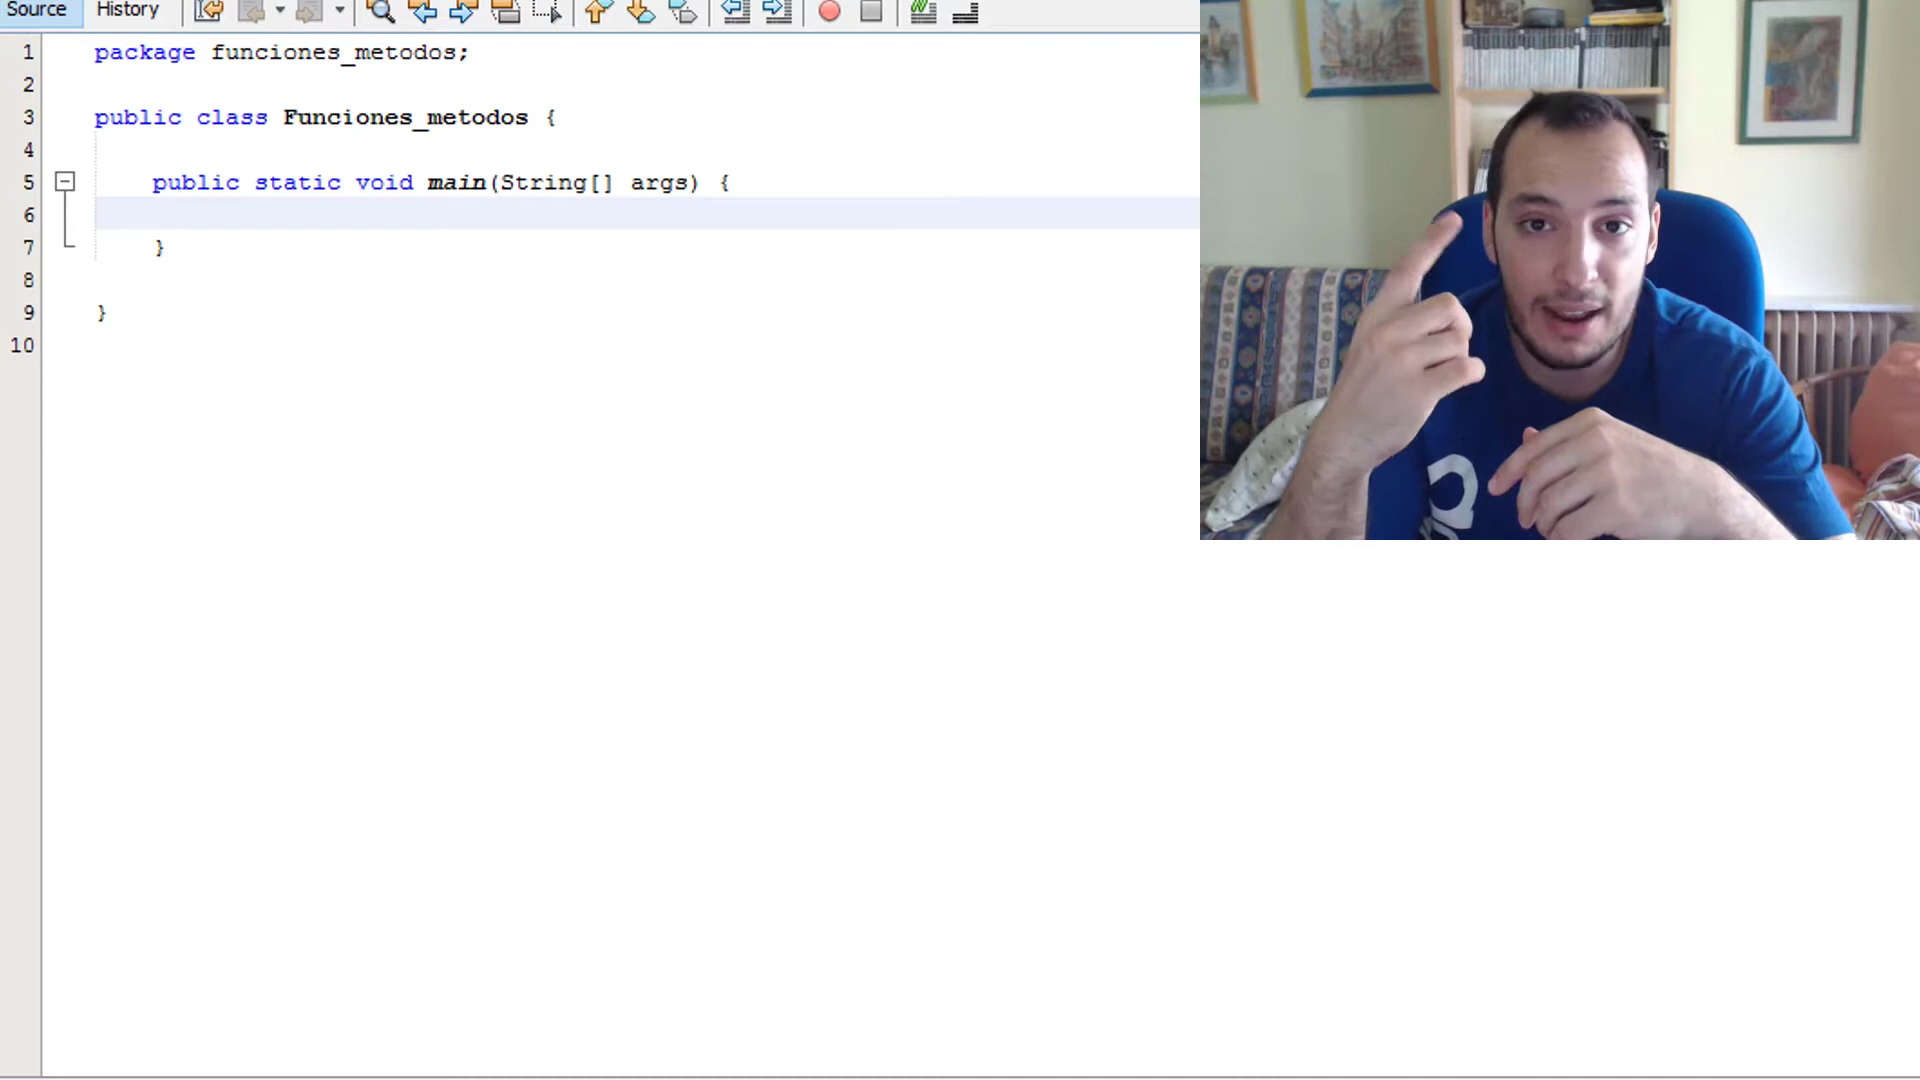 Source History
1 package funciones_metodos;
2
3 public class Funciones_metodos {
4
5 public static void main(String[] args) {
6
7 }
8
9 }
10